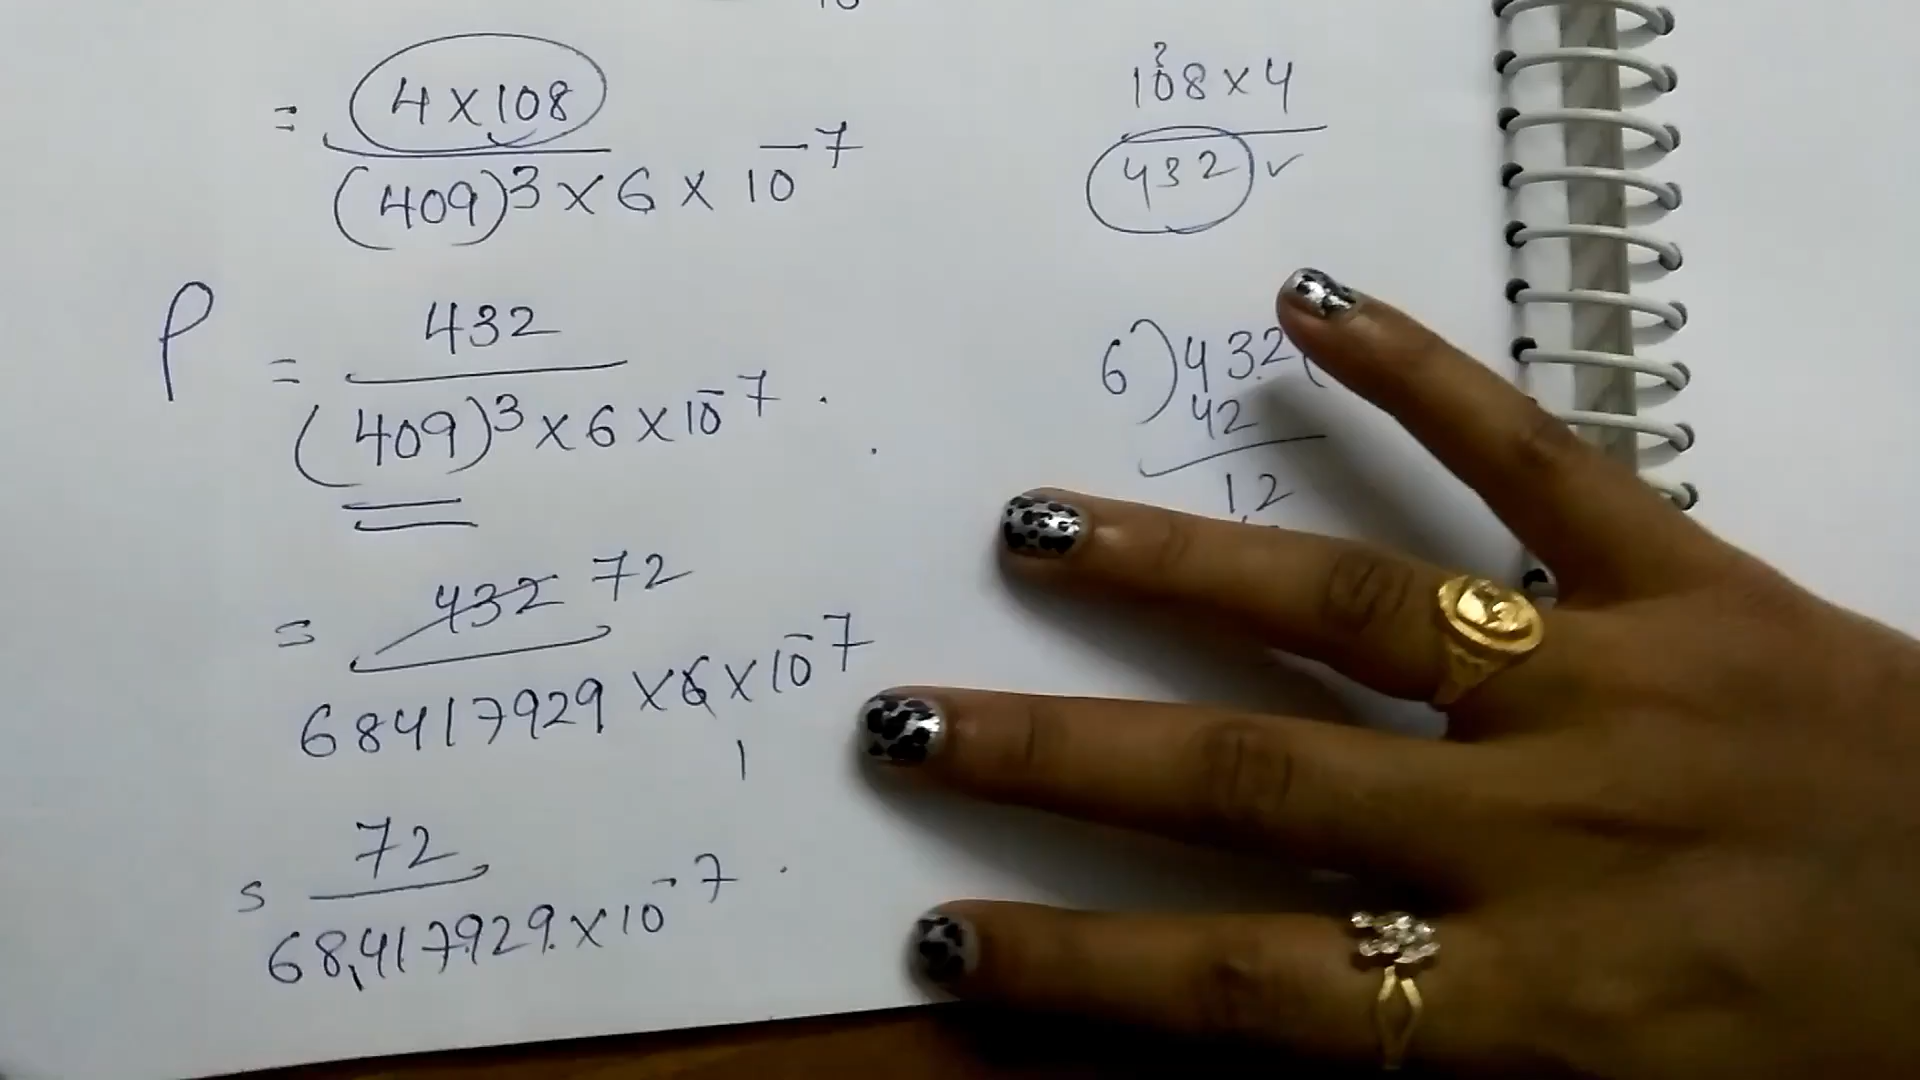 = 4 × 108
(409)3 × 6 × 10-7
ρ = 432
(409)3 × 6 × 10-7 .
= 432 72
68417929 × 6 × 10-7
1
= 72
68,417929 × 10-7 .
2
108 × 4
432 ✓
6)432(
42
12